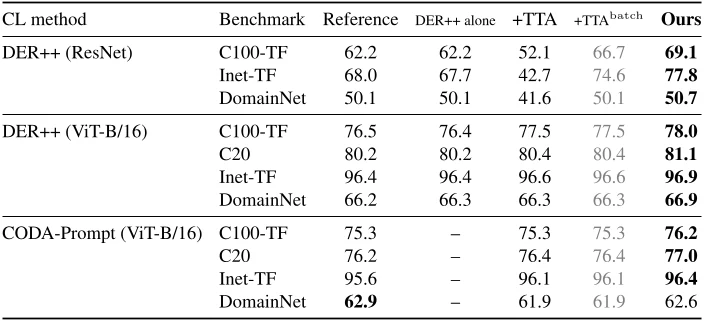 CL method Benchmark Reference DER++ alone +TTA +TTA^batch Ours
DER++ (ResNet) C100-TF 62.2 62.2 52.1 66.7 69.1
Inet-TF 68.0 67.7 42.7 74.6 77.8
DomainNet 50.1 50.1 41.6 50.1 50.7
DER++ (ViT-B/16) C100-TF 76.5 76.4 77.5 77.5 78.0
C20 80.2 80.2 80.4 80.4 81.1
Inet-TF 96.4 96.4 96.6 96.6 96.9
DomainNet 66.2 66.3 66.3 66.3 66.9
CODA-Prompt (ViT-B/16) C100-TF 75.3 – 75.3 75.3 76.2
C20 76.2 – 76.4 76.4 77.0
Inet-TF 95.6 – 96.1 96.1 96.4
DomainNet 62.9 – 61.9 61.9 62.6